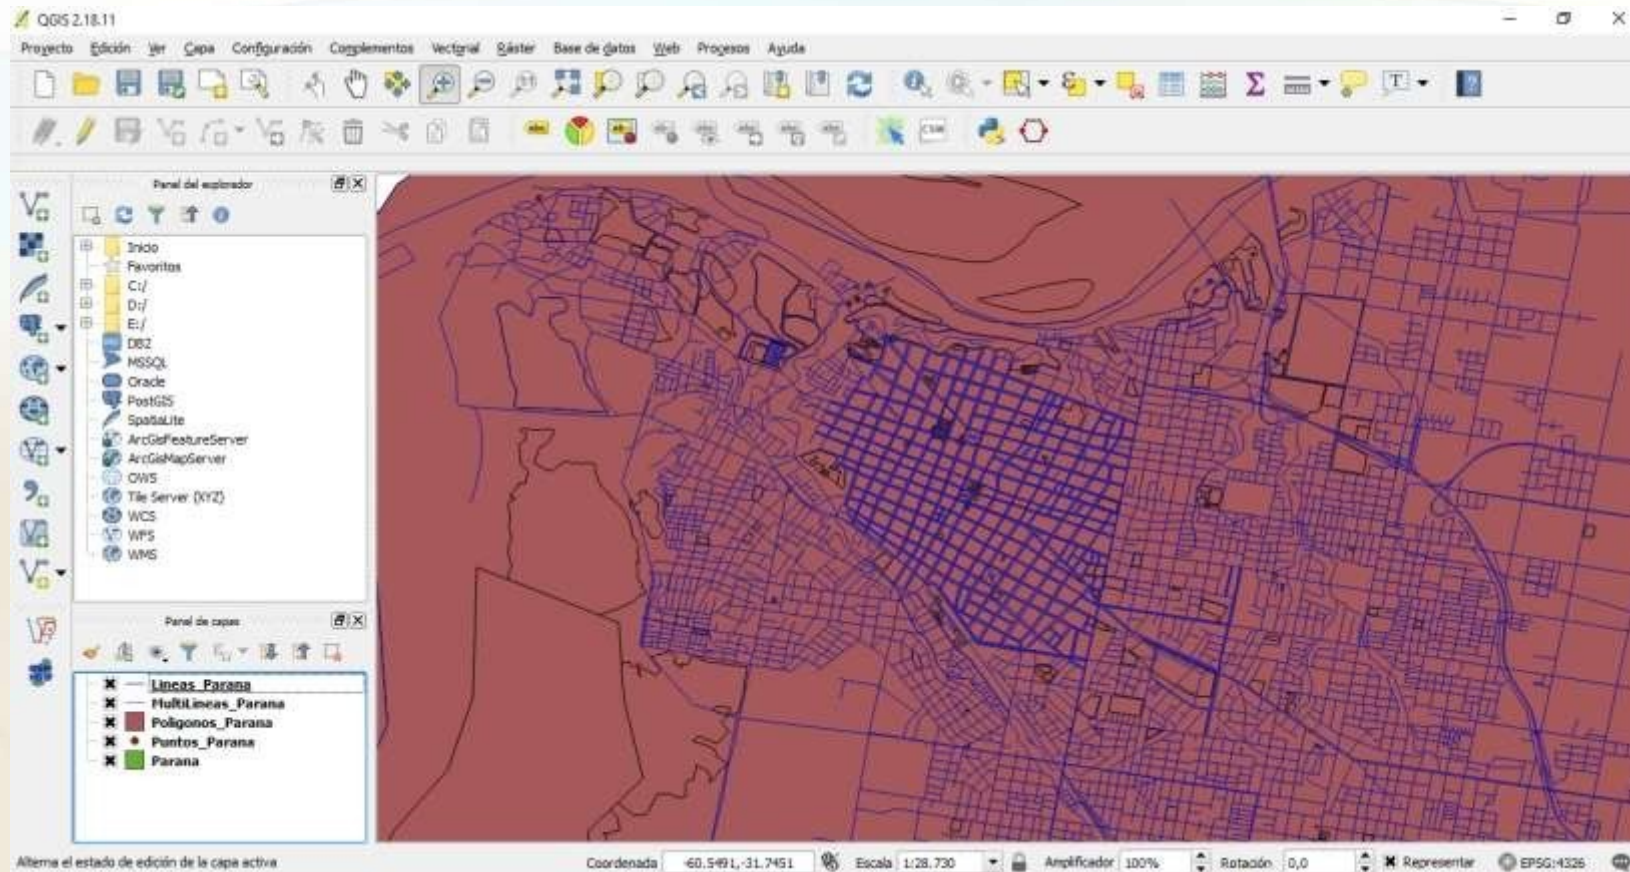 QGIS 2.18.11
Proyecto Edición Ver Capa Configuración Complementos Vectorial Ráster Base de datos Web Procesos Ayuda
Panel del explorador
Inicio
Favoritos
C:/
D:/
E:/
DB2
MSSQL
Oracle
PostGIS
SpatiaLite
ArcGisFeatureServer
ArcGisMapServer
OWS
Tile Server (XYZ)
WCS
WFS
WMS
Panel de capas
Lineas_Parana
MultiLineas_Parana
Poligonos_Parana
Puntos_Parana
Parana
Alterna el estado de edición de la capa activa Coordenada -60.5491,-31.7451 Escala 1:28.730 Amplificador 100% Rotación 0,0 Representar EPSG:4326